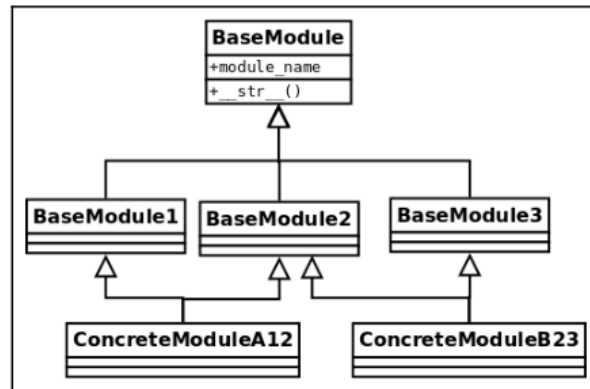 BaseModule
+module_name
+__str__()
BaseModule1
BaseModule2
BaseModule3
ConcreteModuleA12
ConcreteModuleB23